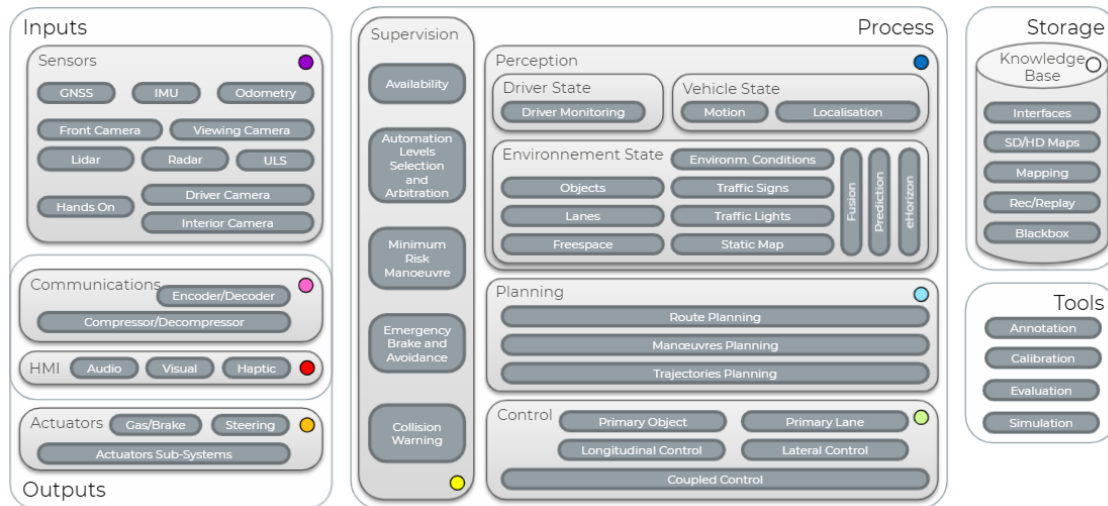 Inputs
Sensors
GNSS
IMU
Odometry
Front Camera
Viewing Camera
Lidar
Radar
ULS
Hands On
Driver Camera
Interior Camera
Communications
Encoder/Decoder
Compressor/Decompressor
HMI
Audio
Visual
Haptic
Actuators
Gas/Brake
Steering
Actuators Sub-Systems
Outputs
Process
Supervision
Availability
Automation
Levels
Selection
and
Arbitration
Minimum
Risk
Manoeuvre
Emergency
Brake and
Avoidance
Collision
Warning
Perception
Driver State
Driver Monitoring
Vehicle State
Motion
Localisation
Environnement State
Environm. Conditions
Objects
Traffic Signs
Lanes
Traffic Lights
Freespace
Static Map
Fusion
Prediction
eHorizon
Planning
Route Planning
Manœuvres Planning
Trajectories Planning
Control
Primary Object
Primary Lane
Longitudinal Control
Lateral Control
Coupled Control
Storage
Knowledge
Base
Interfaces
SD/HD Maps
Mapping
Rec/Replay
Blackbox
Tools
Annotation
Calibration
Evaluation
Simulation